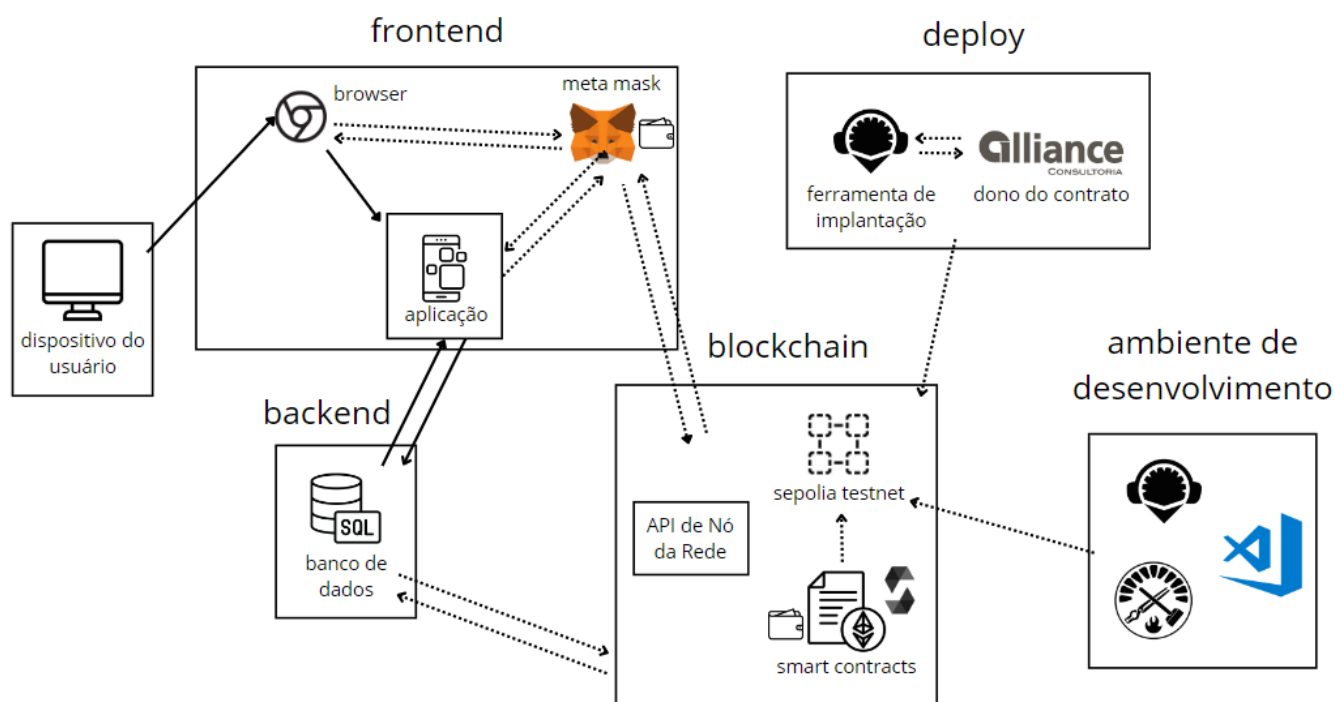 frontend
browser
meta mask
aplicação
dispositivo do
usuário
backend
SQL
banco de
dados
deploy
ferramenta de
implantação
alliance
CONSULTORIA
dono do contrato
blockchain
sepolia testnet
API de Nó
da Rede
smart contracts
ambiente de
desenvolvimento